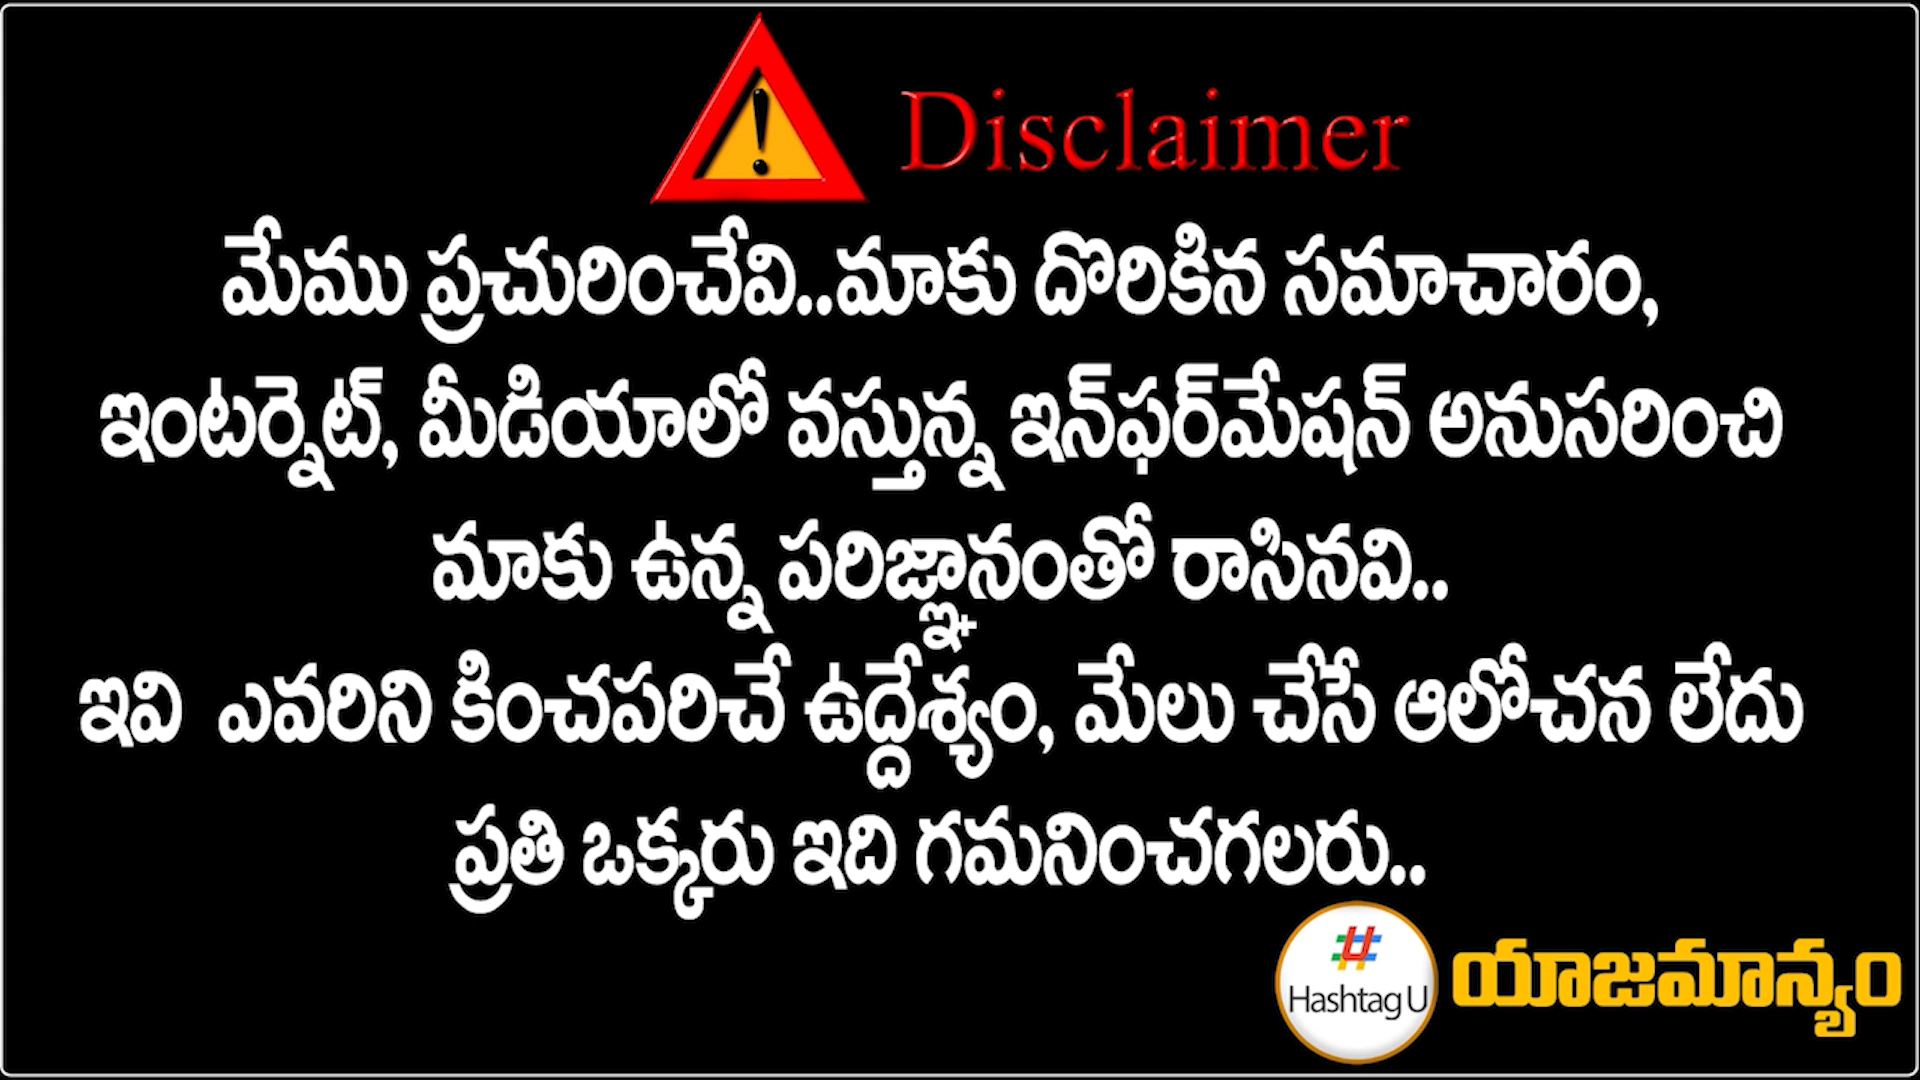 Disclaimer
మేము ప్రచురించేవి..మాకు దొరికిన సమాచారం,
ఇంటర్నెట్, మీడియాలో వస్తున్న ఇన్‌ఫర్‌మేషన్ అనుసరించి
మాకు ఉన్న పరిజ్ఞానంతో రాసినవి..
ఇవి ఎవరిని కించపరిచే ఉద్దేశ్యం, మేలు చేసే ఆలోచన లేదు
ప్రతి ఒక్కరు ఇది గమనించగలరు..
# Hashtag U యాజమాన్యం